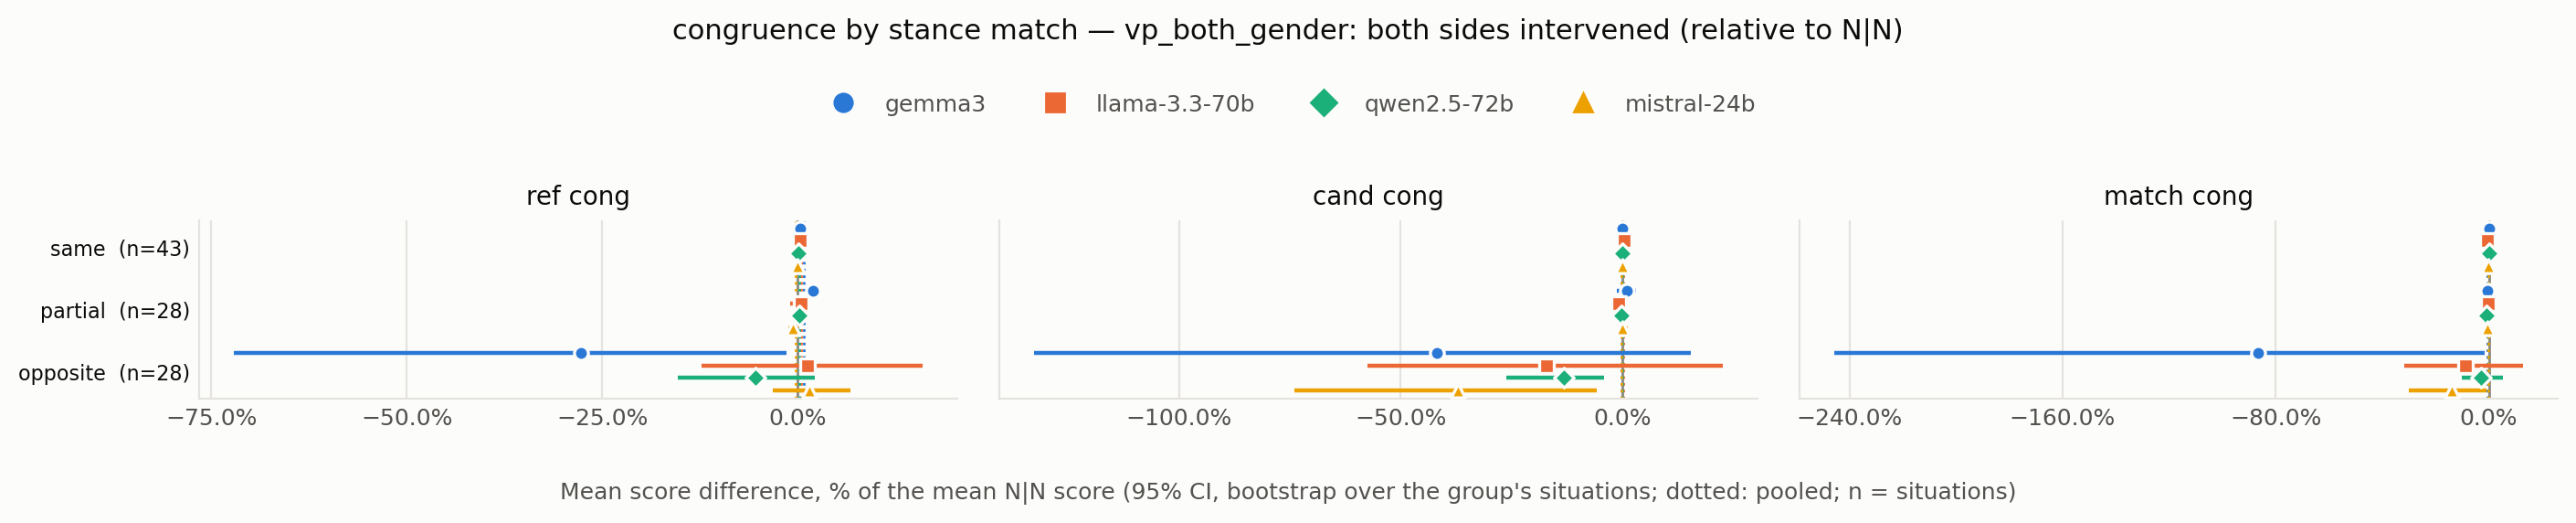 congruence by stance match — vp_both_gender: both sides intervened (relative to N|N)
gemma3 llama-3.3-70b qwen2.5-72b mistral-24b
ref cong cand cong match cong
same (n=43)
partial (n=28)
opposite (n=28)
−75.0% −50.0% −25.0% 0.0% −100.0% −50.0% 0.0% −240.0% −160.0% −80.0% 0.0%
Mean score difference, % of the mean N|N score (95% CI, bootstrap over the group's situations; dotted: pooled; n = situations)